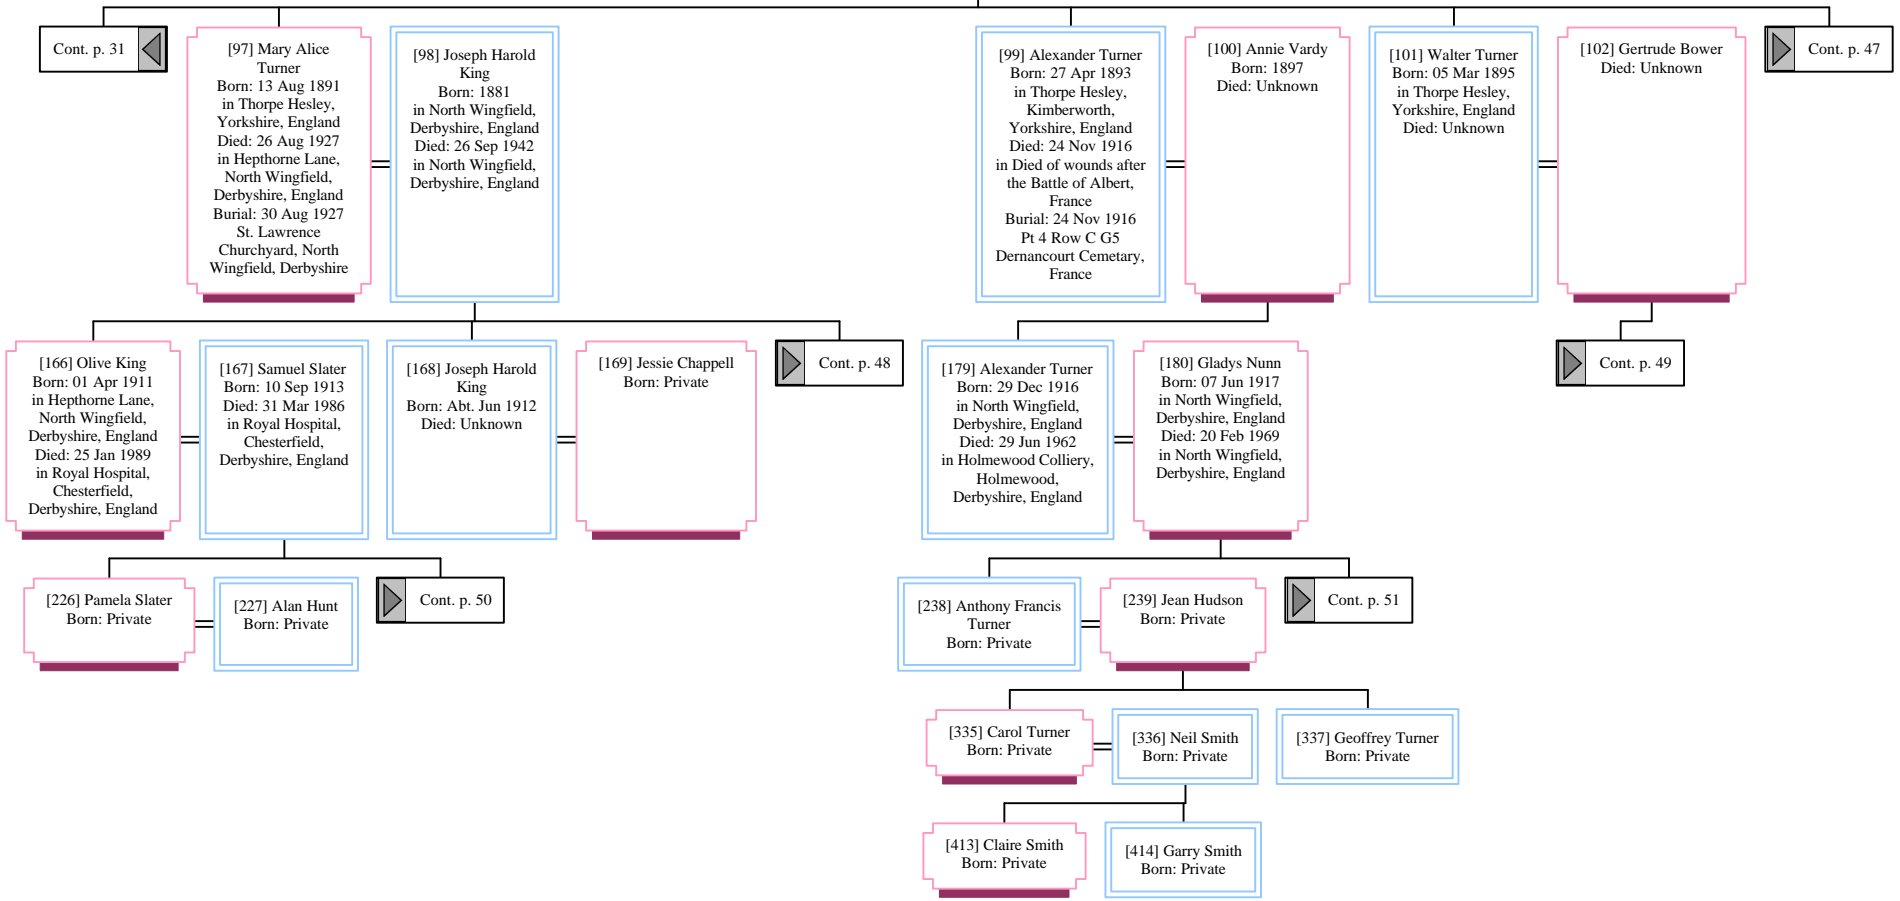 Cont. p. 31
[97] Mary Alice
Turner
Born: 13 Aug 1891
in Thorpe Hesley,
Yorkshire, England
Died: 26 Aug 1927
in Hepthorne Lane,
North Wingfield,
Derbyshire, England
Burial: 30 Aug 1927
St. Lawrence
Churchyard, North
Wingfield, Derbyshire
[98] Joseph Harold
King
Born: 1881
in North Wingfield,
Derbyshire, England
Died: 26 Sep 1942
in North Wingfield,
Derbyshire, England
[99] Alexander Turner
Born: 27 Apr 1893
in Thorpe Hesley,
Kimberworth,
Yorkshire, England
Died: 24 Nov 1916
in Died of wounds after
the Battle of Albert,
France
Burial: 24 Nov 1916
Pt 4 Row C G5
Dernancourt Cemetary,
France
[100] Annie Vardy
Born: 1897
Died: Unknown
[101] Walter Turner
Born: 05 Mar 1895
in Thorpe Hesley,
Yorkshire, England
Died: Unknown
[102] Gertrude Bower
Died: Unknown
Cont. p. 47
[166] Olive King
Born: 01 Apr 1911
in Hepthorne Lane,
North Wingfield,
Derbyshire, England
Died: 25 Jan 1989
in Royal Hospital,
Chesterfield,
Derbyshire, England
[167] Samuel Slater
Born: 10 Sep 1913
Died: 31 Mar 1986
in Royal Hospital,
Chesterfield,
Derbyshire, England
[168] Joseph Harold
King
Born: Abt. Jun 1912
Died: Unknown
[169] Jessie Chappell
Born: Private
Cont. p. 48
[179] Alexander Turner
Born: 29 Dec 1916
in North Wingfield,
Derbyshire, England
Died: 29 Jun 1962
in Holmewood Colliery,
Holmewood,
Derbyshire, England
[180] Gladys Nunn
Born: 07 Jun 1917
in North Wingfield,
Derbyshire, England
Died: 20 Feb 1969
in North Wingfield,
Derbyshire, England
Cont. p. 49
[226] Pamela Slater
Born: Private
[227] Alan Hunt
Born: Private
Cont. p. 50
[238] Anthony Francis
Turner
Born: Private
[239] Jean Hudson
Born: Private
Cont. p. 51
[335] Carol Turner
Born: Private
[336] Neil Smith
Born: Private
[337] Geoffrey Turner
Born: Private
[413] Claire Smith
Born: Private
[414] Garry Smith
Born: Private